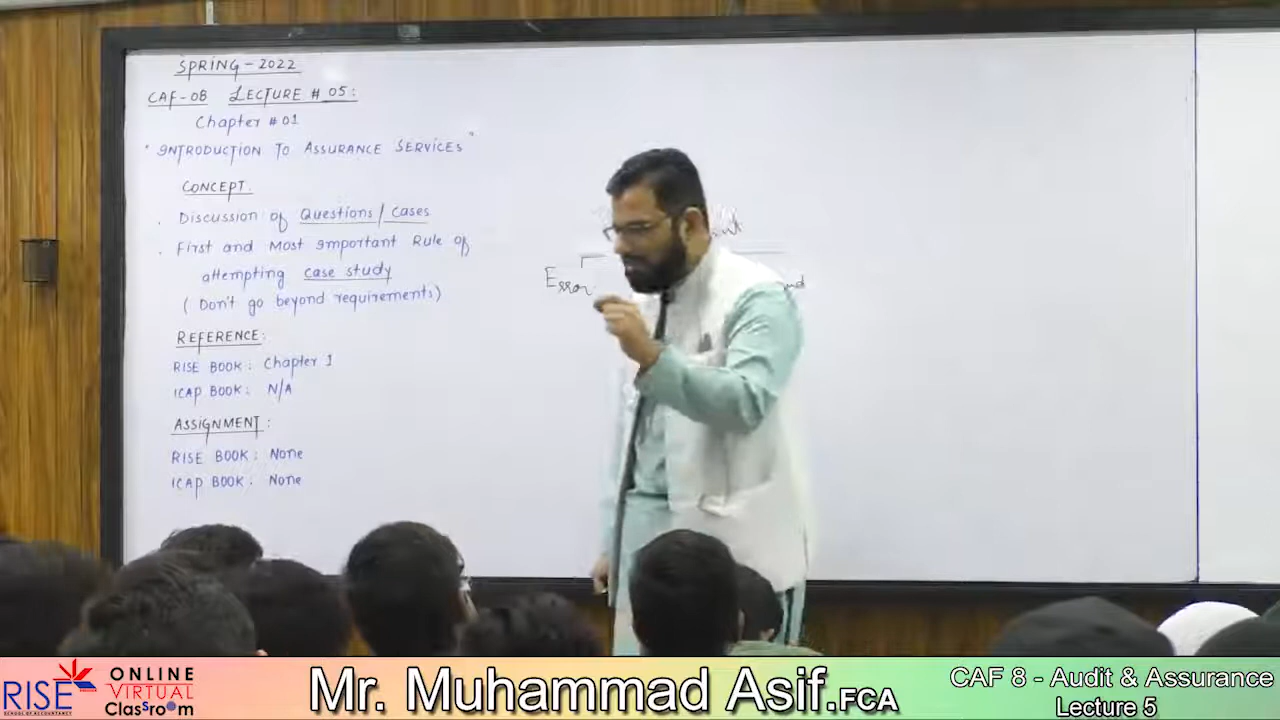 SPRING-2022
CAF-08 LECTURE # 05:
Chapter #01
"INTRODUCTION TO ASSURANCE SERVICES"
CONCEPT.
. Discussion of Questions/Cases
. First and Most Important Rule of
attempting case study
(Don't go beyond requirements)
REFERENCE:
RISE BOOK: Chapter 1
ICAP BOOK: N/A
ASSIGNMENT:
RISE BOOK: None
ICAP BOOK: None
Error
RISE
SCHOOL OF ACCOUNTANCY
ONLINE
VIRTUAL
Classroom
Mr. Muhammad Asif.FCA
CAF 8 - Audit & Assurance
Lecture 5